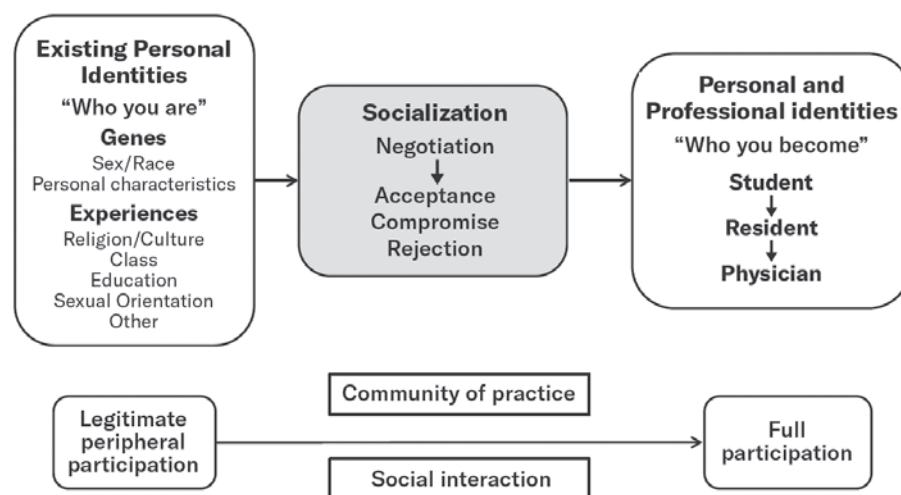 Existing Personal
Identities
“Who you are”
Genes
Sex/Race
Personal characteristics
Experiences
Religion/Culture
Class
Education
Sexual Orientation
Other
Socialization
Negotiation
Acceptance
Compromise
Rejection
Personal and
Professional identities
“Who you become”
Student
Resident
Physician
Legitimate
peripheral
participation
Community of practice
Social interaction
Full
participation